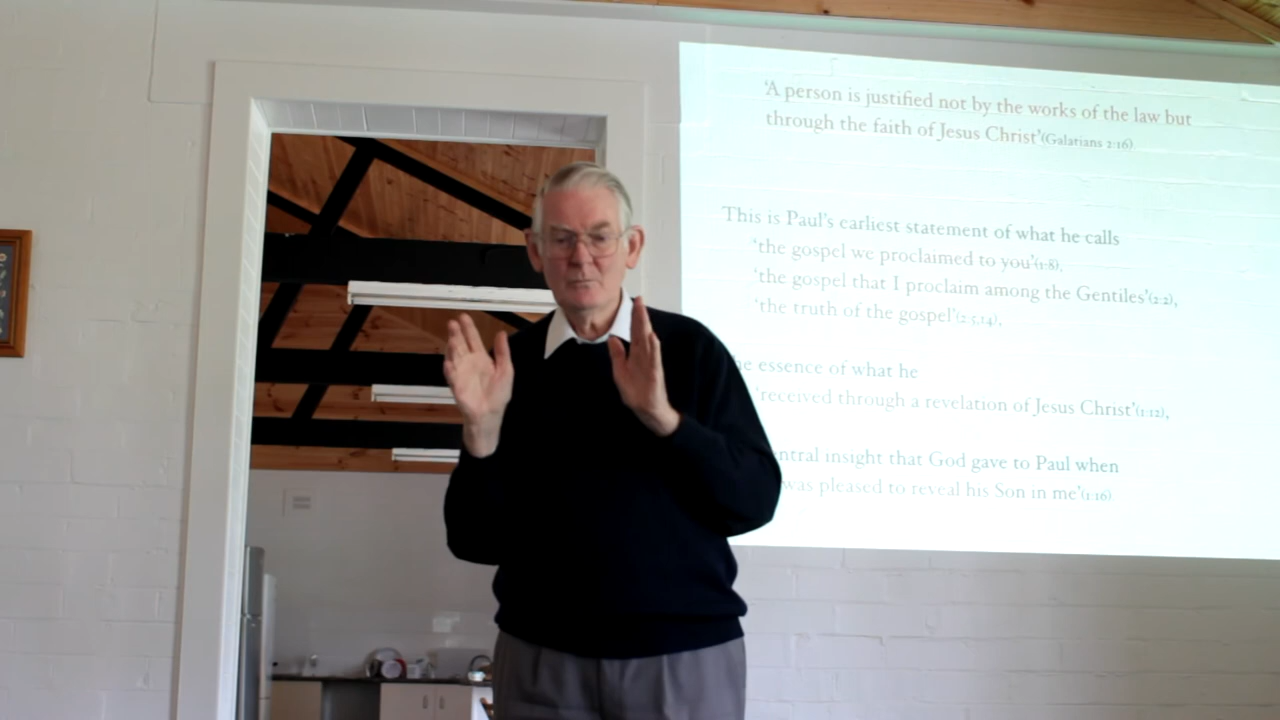 ‘A person is justified not by the works of the law but
through the faith of Jesus Christ’(Galatians 2:16).
This is Paul’s earliest statement of what he calls
‘the gospel we proclaimed to you’(1:8),
‘the gospel that I proclaim among the Gentiles’(2:2),
‘the truth of the gospel’(2:5,14),
essence of what he
‘received through a revelation of Jesus Christ’(1:12),
insight that God gave to Paul when
was pleased to reveal his Son in me’(1:16)